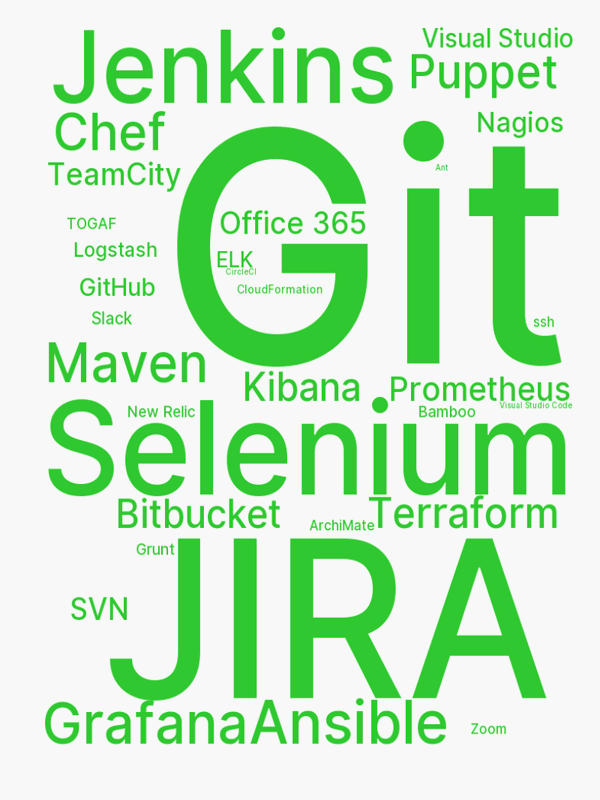 Visual Studio
Jenkins
Puppet
Chef
Nagios
TeamCity
Git
Ant
TOGAF
Office 365
Logstash
ELK
CircleCI
GitHub
CloudFormation
Slack
ssh
Maven
Kibana
Prometheus
Visual Studio Code
New Relic
Bamboo
Selenium
Bitbucket
ArchiMate
Terraform
Grunt
SVN
JIRA
Grafana
Ansible
Zoom